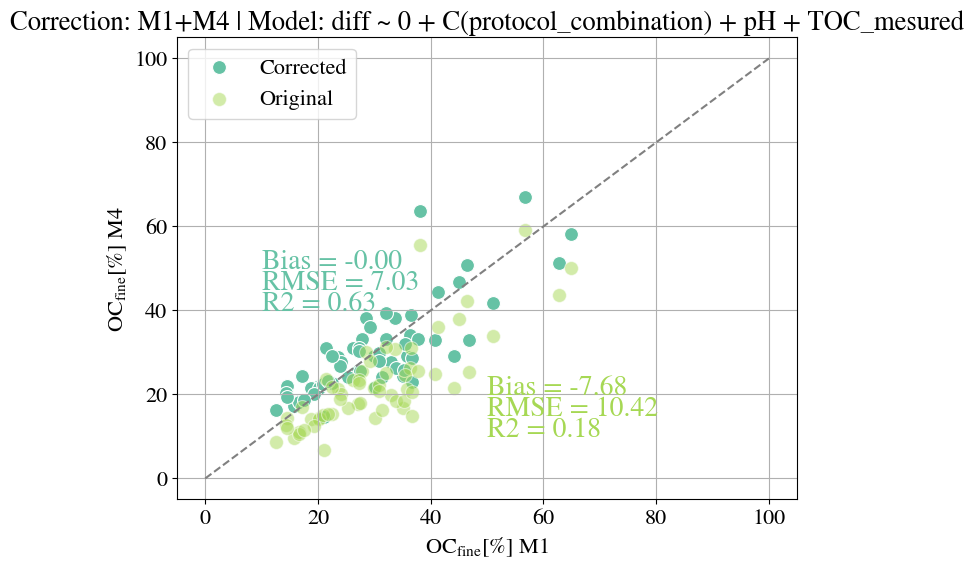 Correction: M1+M4 | Model: diff ~ 0 + C(protocol_combination) + pH + TOC_mesured
100
Corrected
Original
80
60
Bias = -0.00
RMSE = 7.03
R2 = 0.63
40
OCfine[%] M4
20
Bias = -7.68
RMSE = 10.42
R2 = 0.18
0
0 20 40 60 80 100
OCfine[%] M1